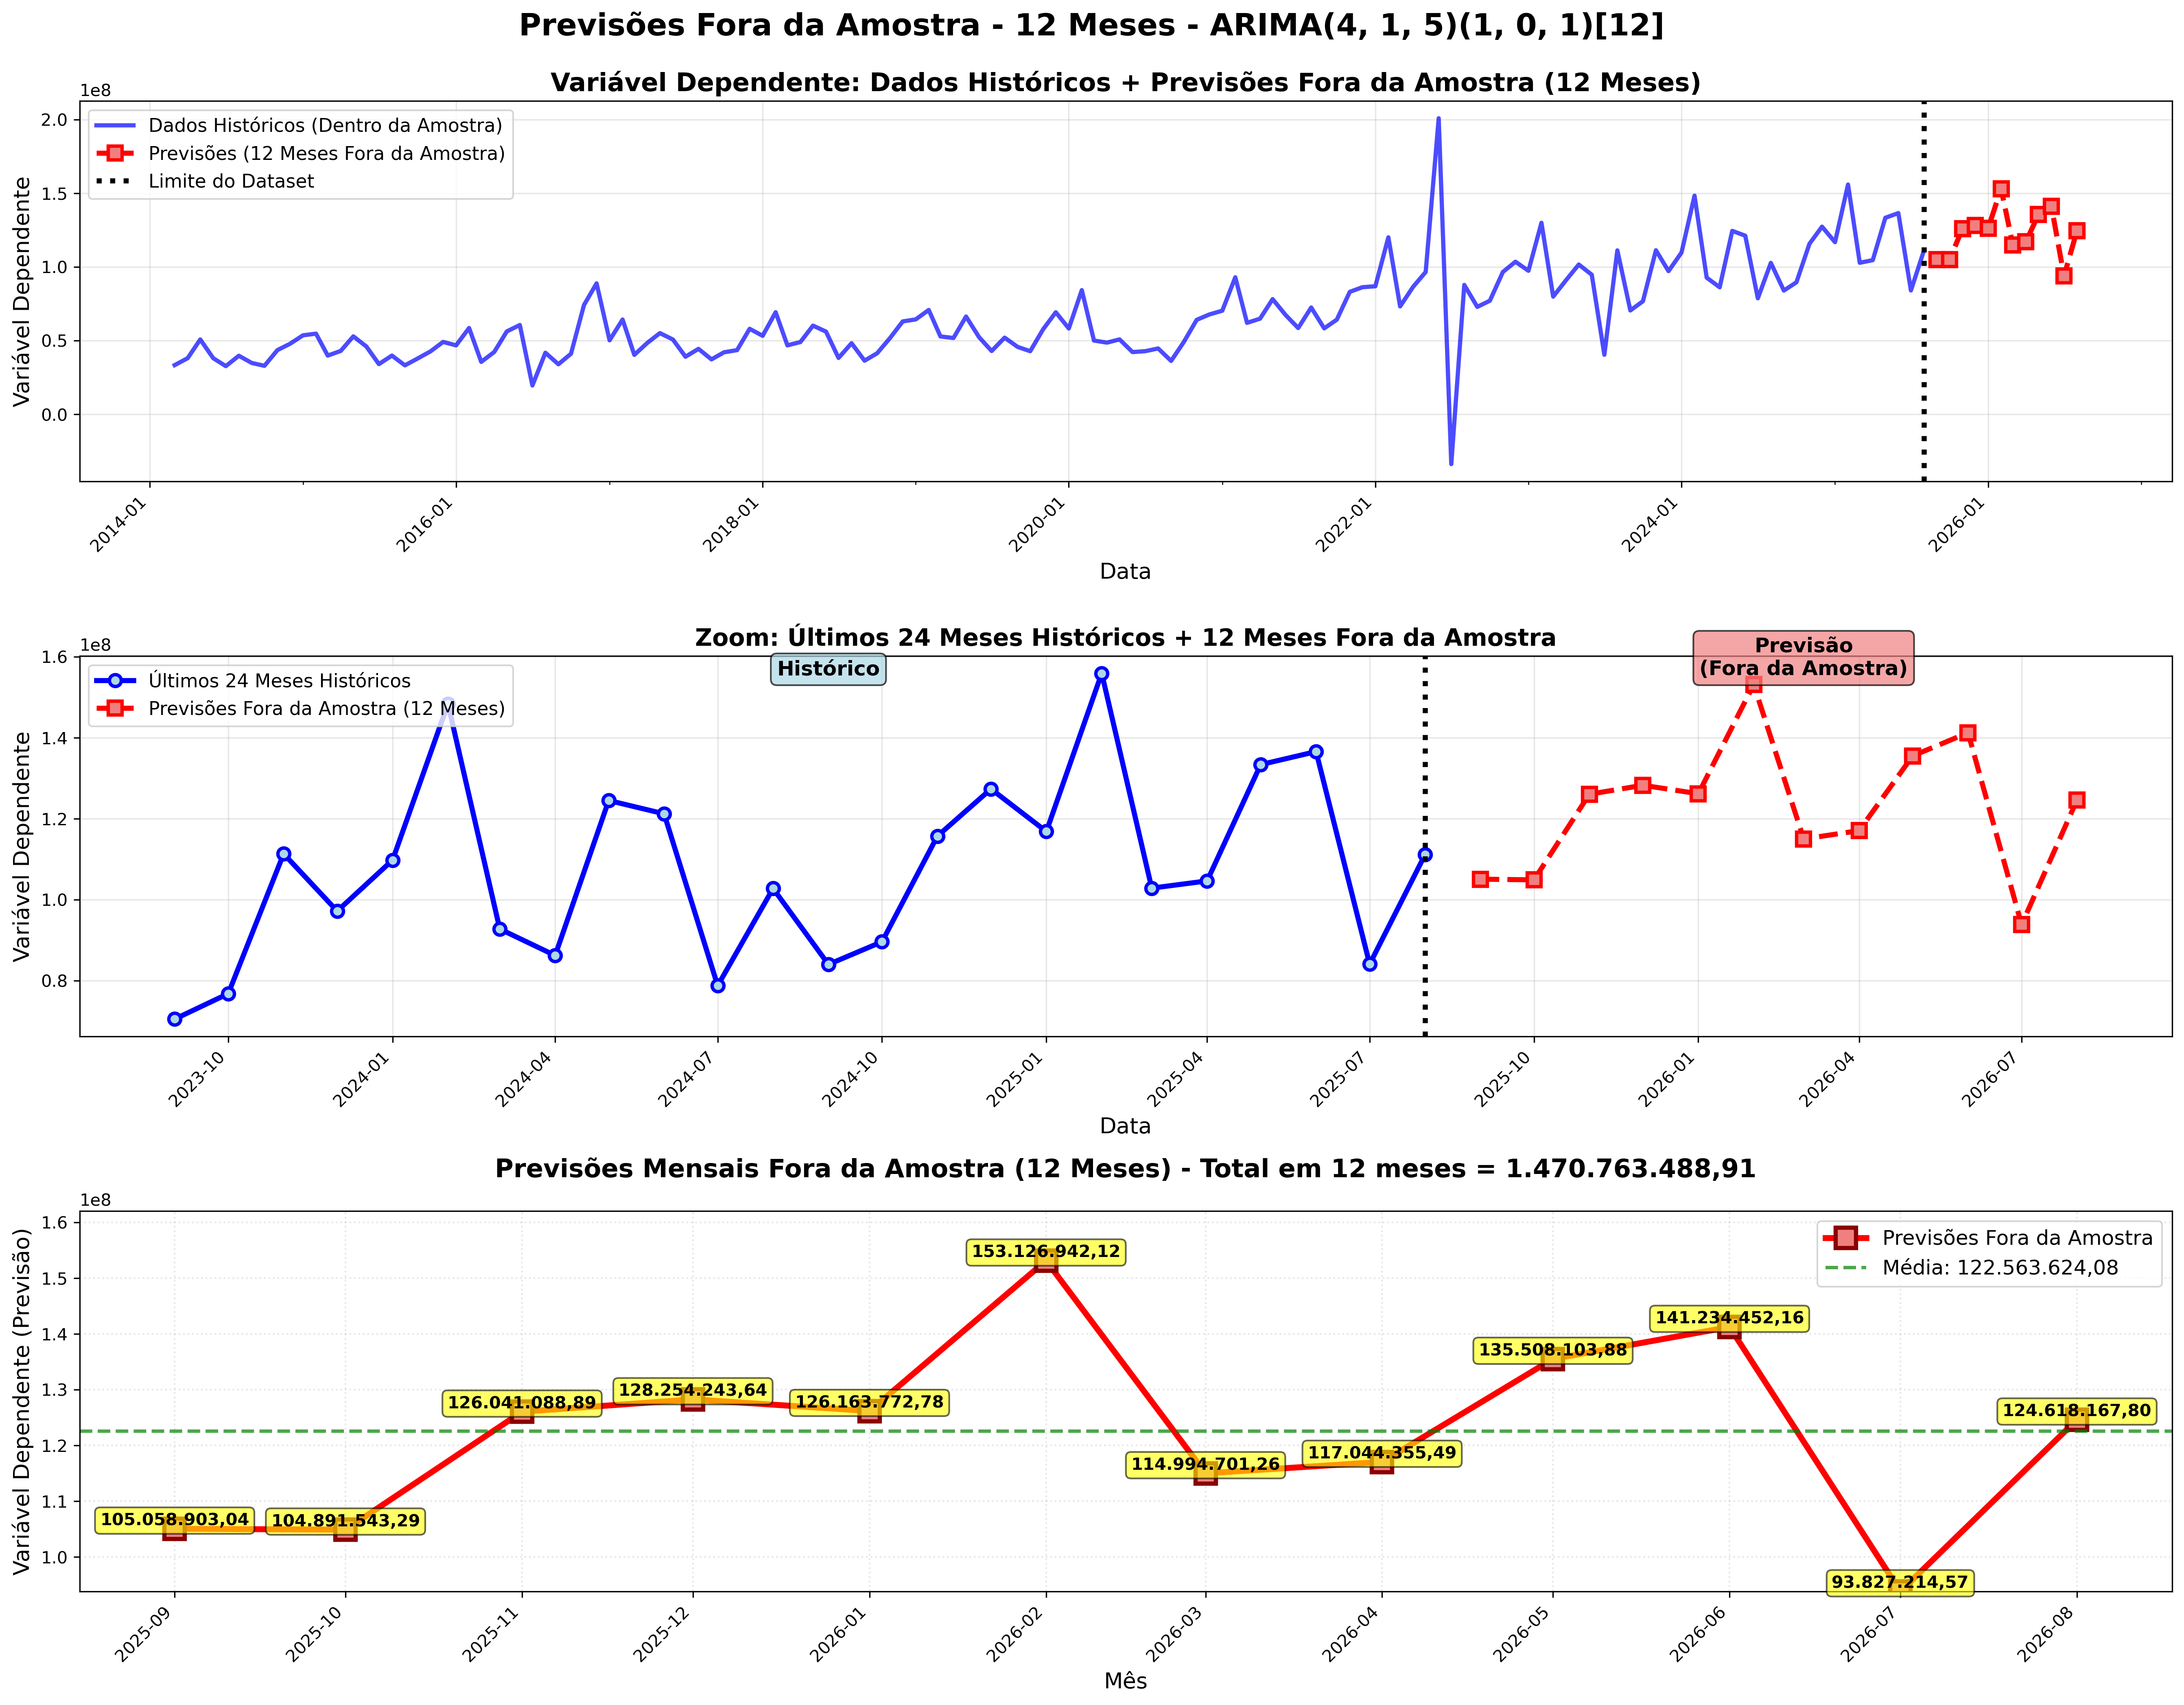 Previsões Fora da Amostra - 12 Meses - ARIMA(4, 1, 5)(1, 0, 1)[12]
Variável Dependente: Dados Históricos + Previsões Fora da Amostra (12 Meses)
1e8
Dados Históricos (Dentro da Amostra)
Previsões (12 Meses Fora da Amostra)
Limite do Dataset
Variável Dependente
2.0
1.5
1.0
0.5
0.0
2014-01
2016-01
2018-01
2020-01
2022-01
2024-01
2026-01
Data
Zoom: Últimos 24 Meses Históricos + 12 Meses Fora da Amostra
1e8
Últimos 24 Meses Históricos
Previsões Fora da Amostra (12 Meses)
Histórico
Previsão
(Fora da Amostra)
Variável Dependente
1.6
1.4
1.2
1.0
0.8
2023-10
2024-01
2024-04
2024-07
2024-10
2025-01
2025-04
2025-07
2025-10
2026-01
2026-04
2026-07
Data
Previsões Mensais Fora da Amostra (12 Meses) - Total em 12 meses = 1.470.763.488,91
1e8
Previsões Fora da Amostra
Média: 122.563.624,08
Variável Dependente (Previsão)
1.6
1.5
1.4
1.3
1.2
1.1
1.0
105.058.903,04
104.891.543,29
126.041.088,89
128.254.243,64
126.163.772,78
153.126.942,12
114.994.701,26
117.044.355,49
135.508.103,88
141.234.452,16
93.827.214,57
124.618.167,80
2025-09
2025-10
2025-11
2025-12
2026-01
2026-02
2026-03
2026-04
2026-05
2026-06
2026-07
2026-08
Mês